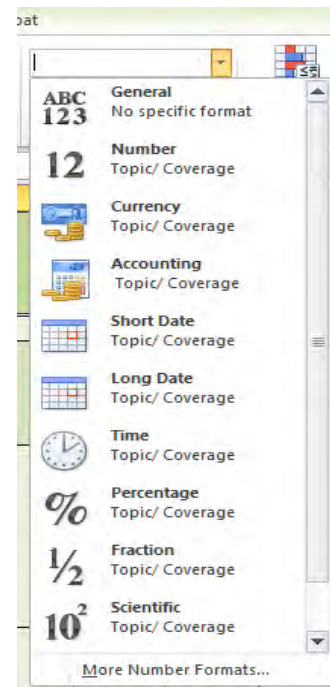 bat
ABC
123
General
No specific format
12
Number
Topic/ Coverage
Currency
Topic/ Coverage
Accounting
Topic/ Coverage
Short Date
Topic/ Coverage
Long Date
Topic/ Coverage
Time
Topic/ Coverage
%
Percentage
Topic/ Coverage
½
Fraction
Topic/ Coverage
10²
Scientific
Topic/ Coverage
More Number Formats...